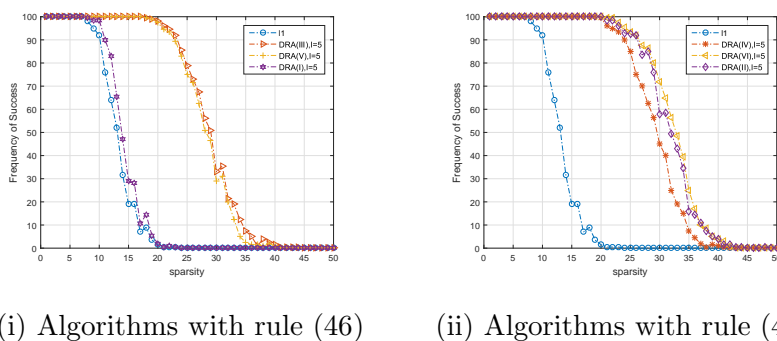 100
90
80
70
60
50
40
30
20
10
0
Frequency of Success
0 5 10 15 20 25 30 35 40 45 50
sparsity
l1
DRA(III),l=5
DRA(V),l=5
DRA(I),l=5
100
90
80
70
60
50
40
30
20
10
0
Frequency of Success
0 5 10 15 20 25 30 35 40 45 50
sparsity
l1
DRA(IV),l=5
DRA(VI),l=5
DRA(II),l=5
(i) Algorithms with rule (46)
(ii) Algorithms with rule (4